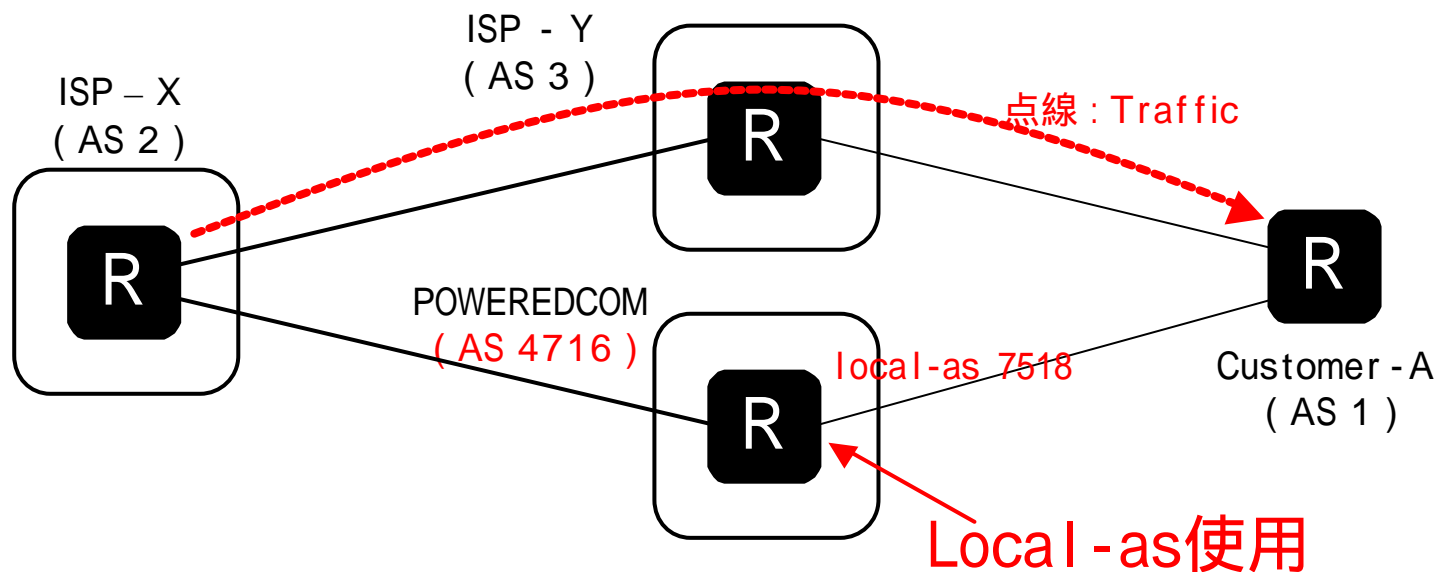 ISP - Y
( AS 3 )
ISP – X
( AS 2 )
点線 : Traffic
R
R
R
POWEREDCOM
( AS 4716 )
local-as 7518
R
Customer - A
( AS 1 )
Local-as使用